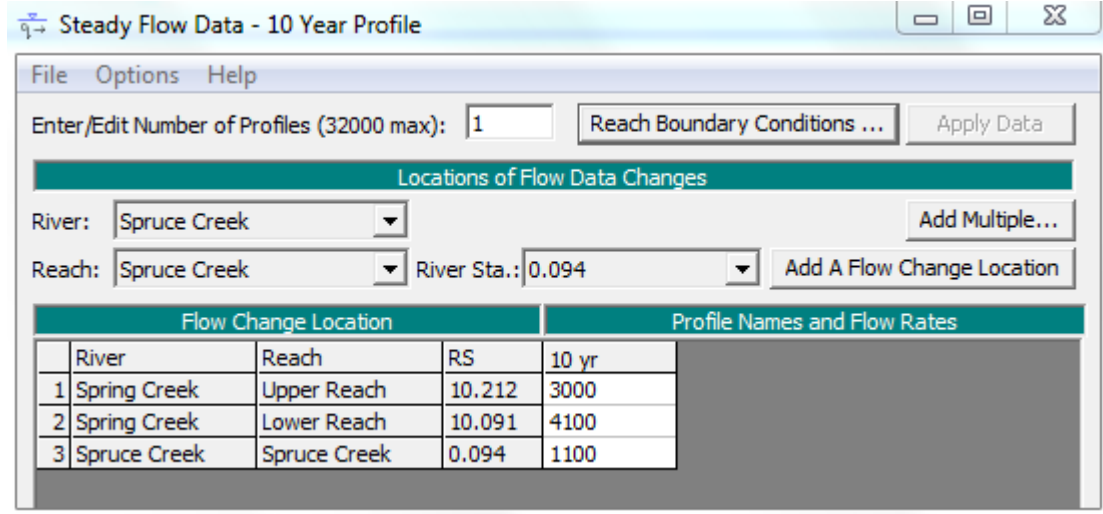 Steady Flow Data - 10 Year Profile
File Options Help
Enter/Edit Number of Profiles (32000 max): 1 Reach Boundary Conditions ... Apply Data
Locations of Flow Data Changes
River: Spruce Creek Add Multiple...
Reach: Spruce Creek River Sta.: 0.094 Add A Flow Change Location
Flow Change Location Profile Names and Flow Rates
River Reach RS 10 yr
1 Spring Creek Upper Reach 10.212 3000
2 Spring Creek Lower Reach 10.091 4100
3 Spruce Creek Spruce Creek 0.094 1100